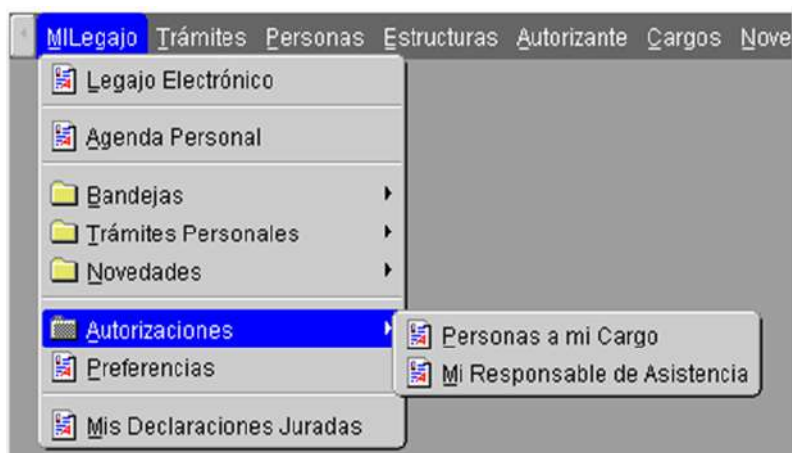 MILegajo Trámites Personas Estructuras Autorizante Cargos Nove
Legajo Electrónico
Agenda Personal
Bandejas
Trámites Personales
Novedades
Autorizaciones
Personas a mi Cargo
Preferencias
Mi Responsable de Asistencia
Mis Declaraciones Juradas